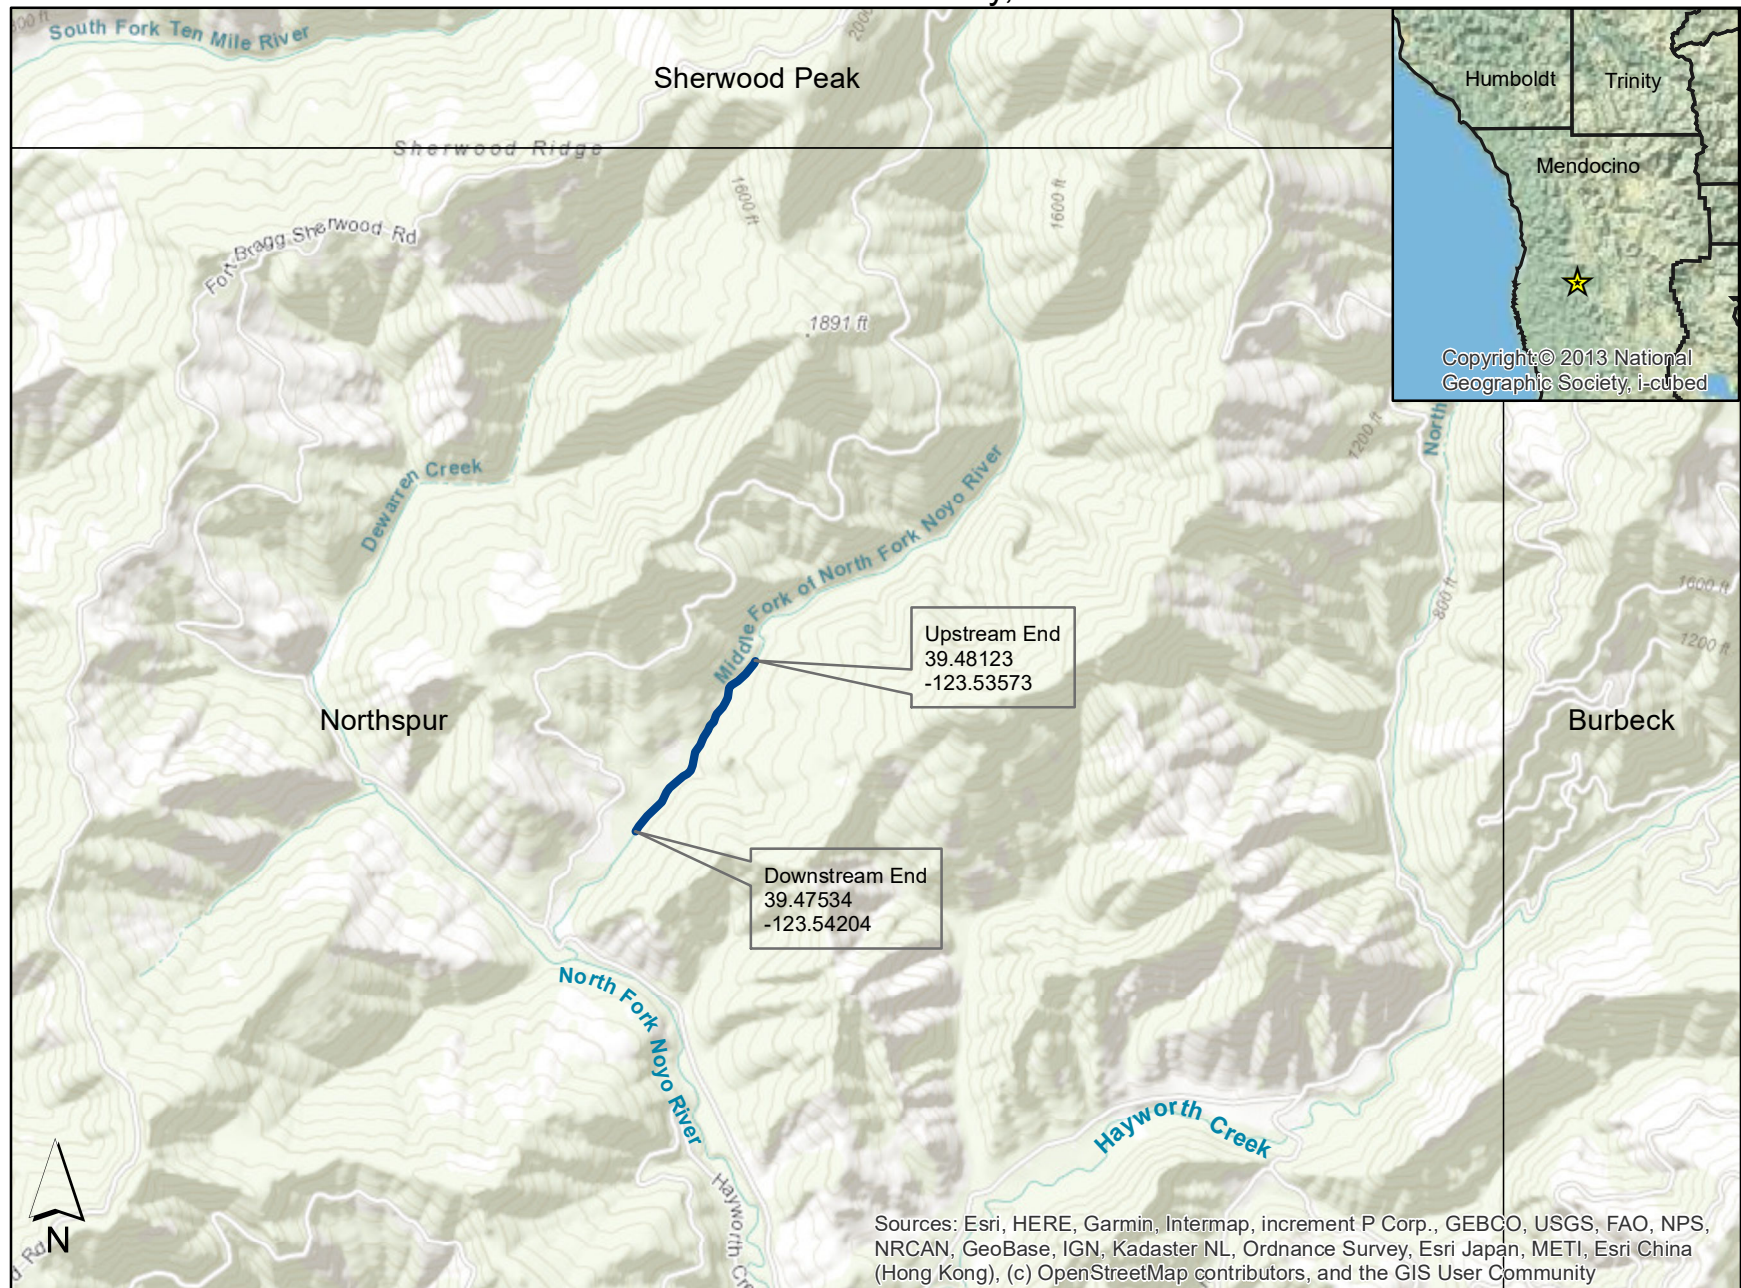 South Fork Ten Mile River
2000
Sherwood Peak
Humboldt
Trinity
Mendocino
Copyright:© 2013 National
Geographic Society, i-cubed
Sherwood Ridge
1600 ft
1600 ft
Fort Bragg Sherwood Rd
1891 ft
North
1200 ft
Dewarren Creek
Middle Fork of North Fork Noyo River
800 ft
1600 ft
1200 ft
Upstream End
39.48123
-123.53573
Northspur
Burbeck
Downstream End
39.47534
-123.54204
North Fork Noyo River
Hayworth Creek
Hayworth Cre
N
Rd
Sources: Esri, HERE, Garmin, Intermap, increment P Corp., GEBCO, USGS, FAO, NPS,
NRCAN, GeoBase, IGN, Kadaster NL, Ordnance Survey, Esri Japan, METI, Esri China
(Hong Kong), (c) OpenStreetMap contributors, and the GIS User Community